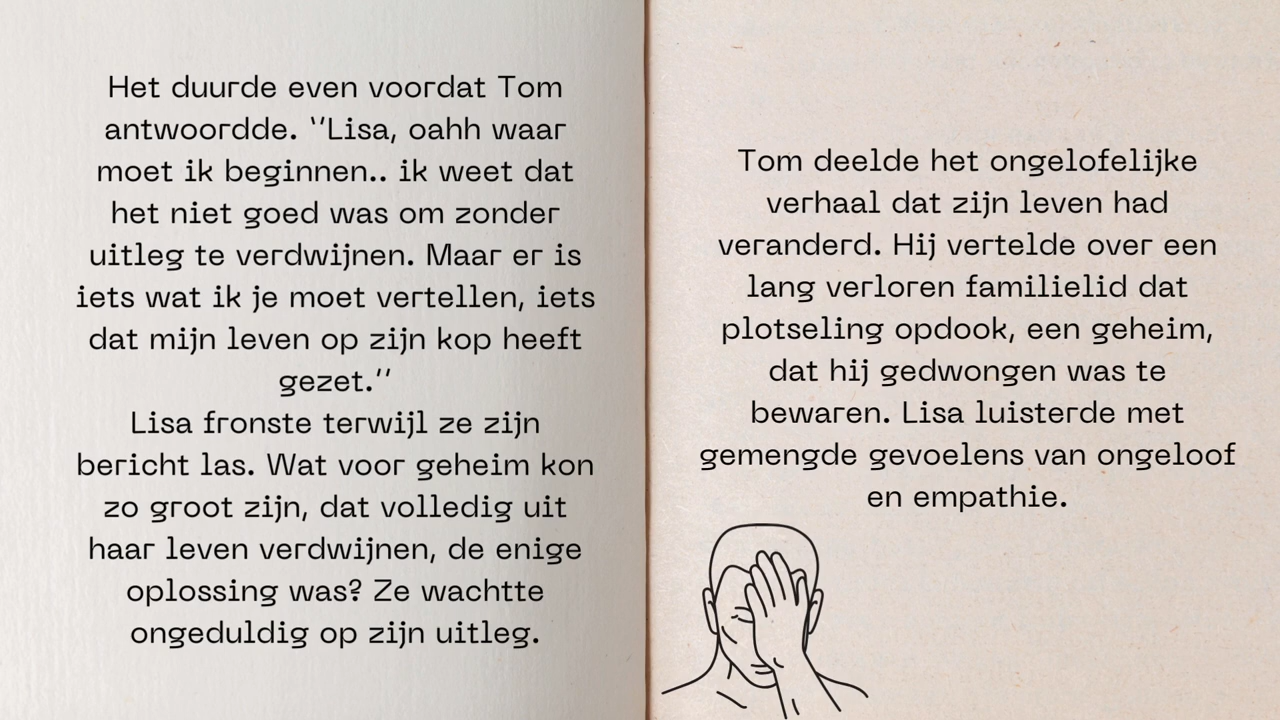 Het duurde even voordat Tom
antwoordde. ‘’Lisa, oahh waar
moet ik beginnen.. ik weet dat
het niet goed was om zonder
uitleg te verdwijnen. Maar er is
iets wat ik je moet vertellen, iets
dat mijn leven op zijn kop heeft
gezet.’’
Lisa fronste terwijl ze zijn
bericht las. Wat voor geheim kon
zo groot zijn, dat volledig uit
haar leven verdwijnen, de enige
oplossing was? Ze wachtte
ongeduldig op zijn uitleg.
Tom deelde het ongelofelijke
verhaal dat zijn leven had
veranderd. Hij vertelde over een
lang verloren familielid dat
plotseling opdook, een geheim,
dat hij gedwongen was te
bewaren. Lisa luisterde met
gemengde gevoelens van ongeloof
en empathie.